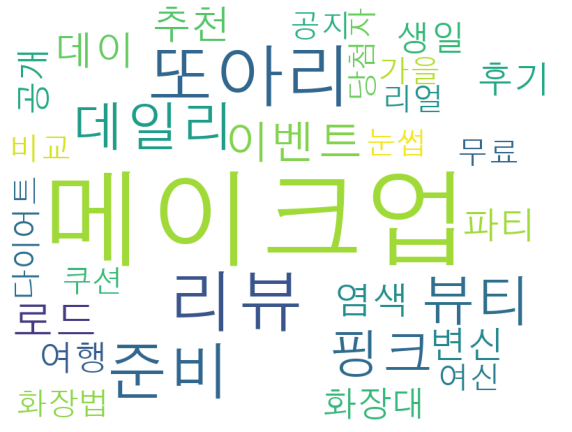 추천
공지
당첨자
생일
데이
또아리
가을
후기
공개
리얼
데일리
이벤트
눈썹
비교
무료
메이크업
다이어트
파티
쿠션
리뷰
염색
뷰티
로드
핑크
변신
여행
준비
여신
화장법
화장대